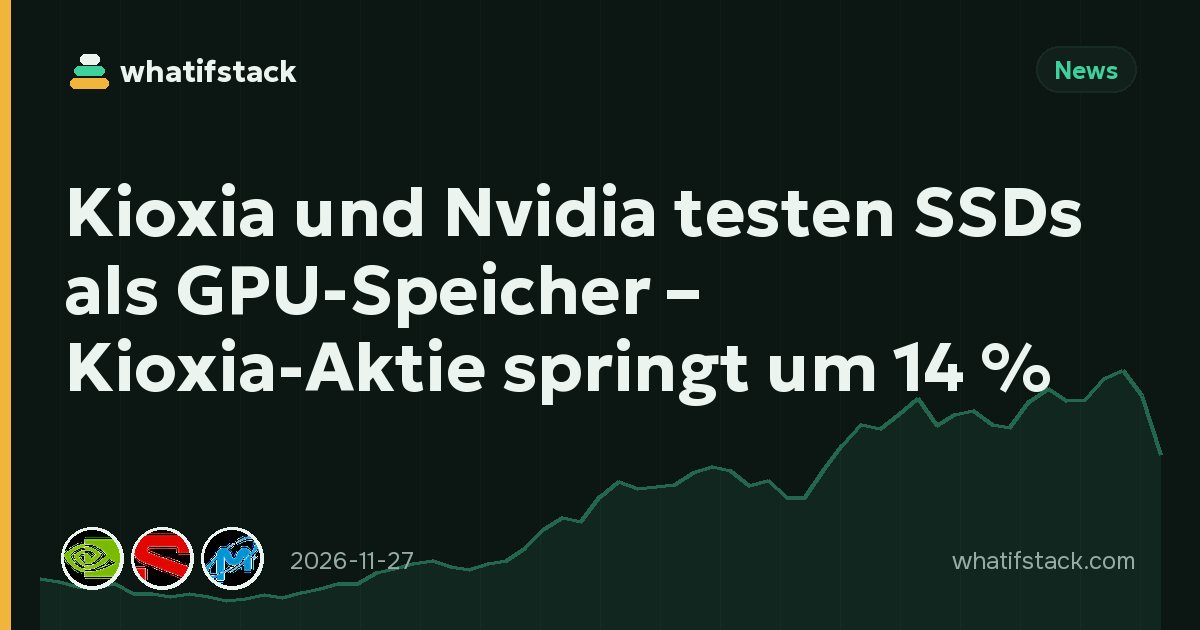 whatifstack
News
Kioxia und Nvidia testen SSDs
als GPU-Speicher –
Kioxia-Aktie springt um 14 %
2026-11-27
whatifstack.com